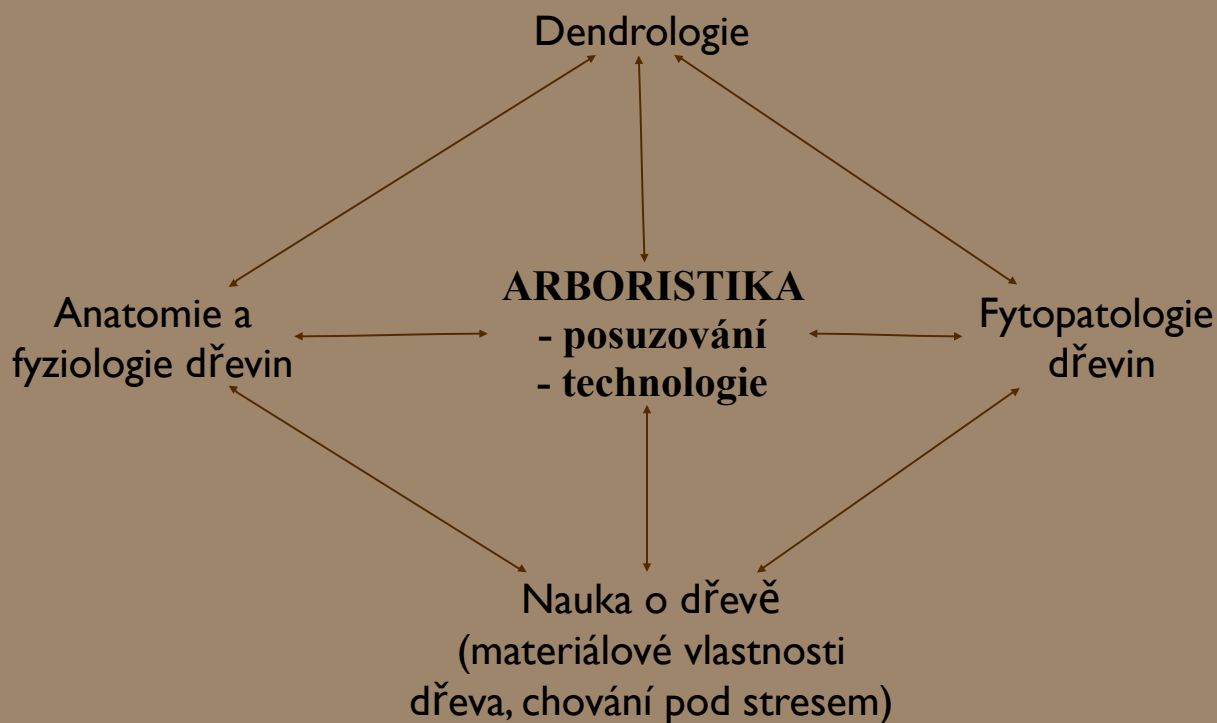 Dendrologie
Anatomie a
fyziologie dřevin
ARBORISTIKA
- posuzování
- technologie
Fytopatologie
dřevin
Nauka o dřevě
(materiálové vlastnosti
dřeva, chování pod stresem)